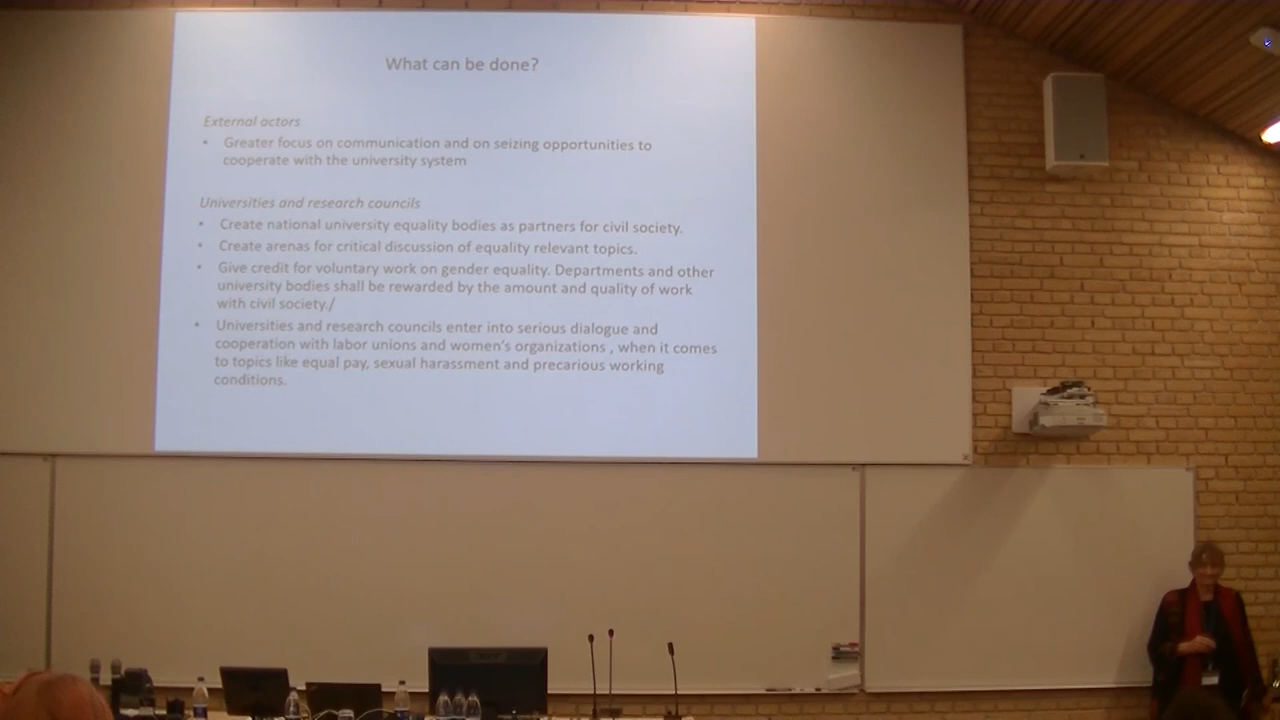 What can be done?
External actors
• Greater focus on communication and on seizing opportunities to
cooperate with the university system
Universities and research councils
• Create national university equality bodies as partners for civil society.
• Create arenas for critical discussion of equality relevant topics.
• Give credit for voluntary work on gender equality. Departments and other
university bodies shall be rewarded by the amount and quality of work
with civil society./
• Universities and research councils enter into serious dialogue and
cooperation with labor unions and women's organizations , when it comes
to topics like equal pay, sexual harassment and precarious working
conditions.